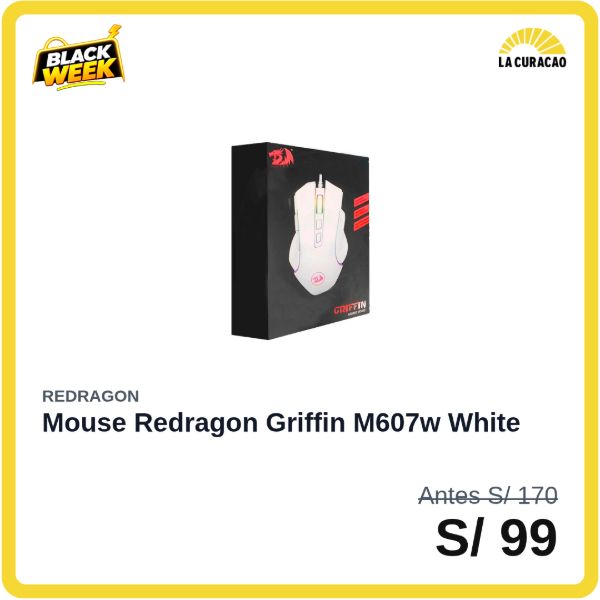 BLACK
WEEK
LA CURACAO
GRIFFIN
REDRAGON
Mouse Redragon Griffin M607w White
Antes S/ 170
S/ 99